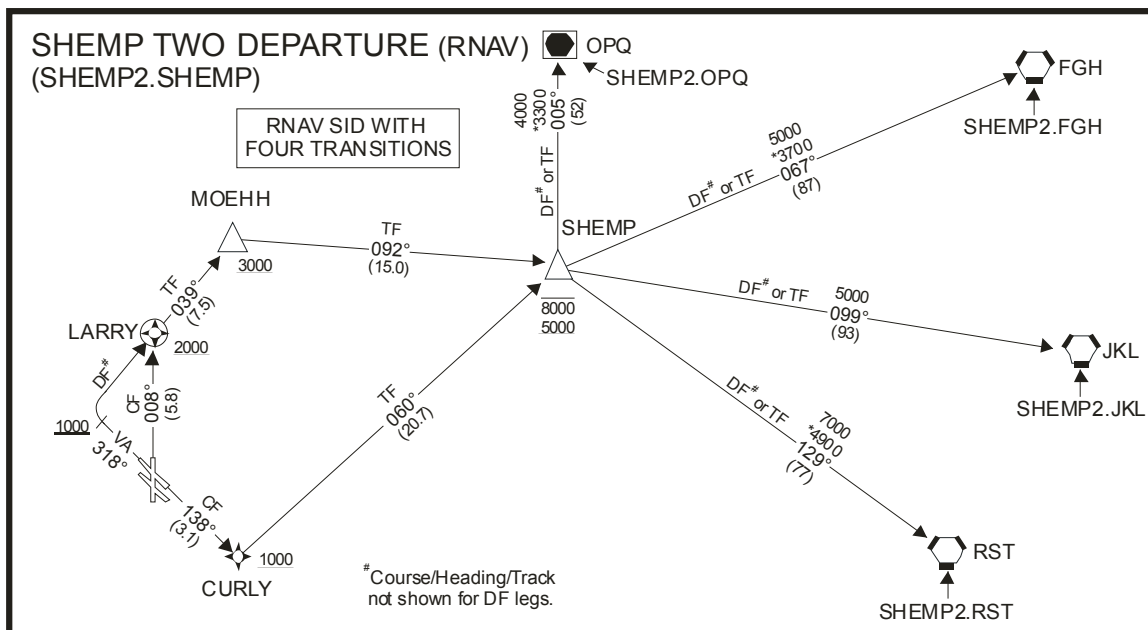 SHEMP TWO DEPARTURE (RNAV)
(SHEMP2.SHEMP)
RNAV SID WITH
FOUR TRANSITIONS
OPQ
SHEMP2.OPQ
4000
*3300
005°
(52)
DF# or TF
FGH
SHEMP2.FGH
5000
*3700
067°
(87)
DF# or TF
MOEHH
3000
TF
092°
(15.0)
SHEMP
8000
5000
TF
039°
(7.5)
LARRY
2000
DF#
CF
008°
(5.8)
1000
VA
318°
CF
138°
(3.1)
CURLY
1000
TF
060°
(20.7)
DF# or TF
5000
099°
(93)
JKL
SHEMP2.JKL
DF# or TF
7000
*4900
129°
(77)
RST
SHEMP2.RST
#Course/Heading/Track
not shown for DF legs.